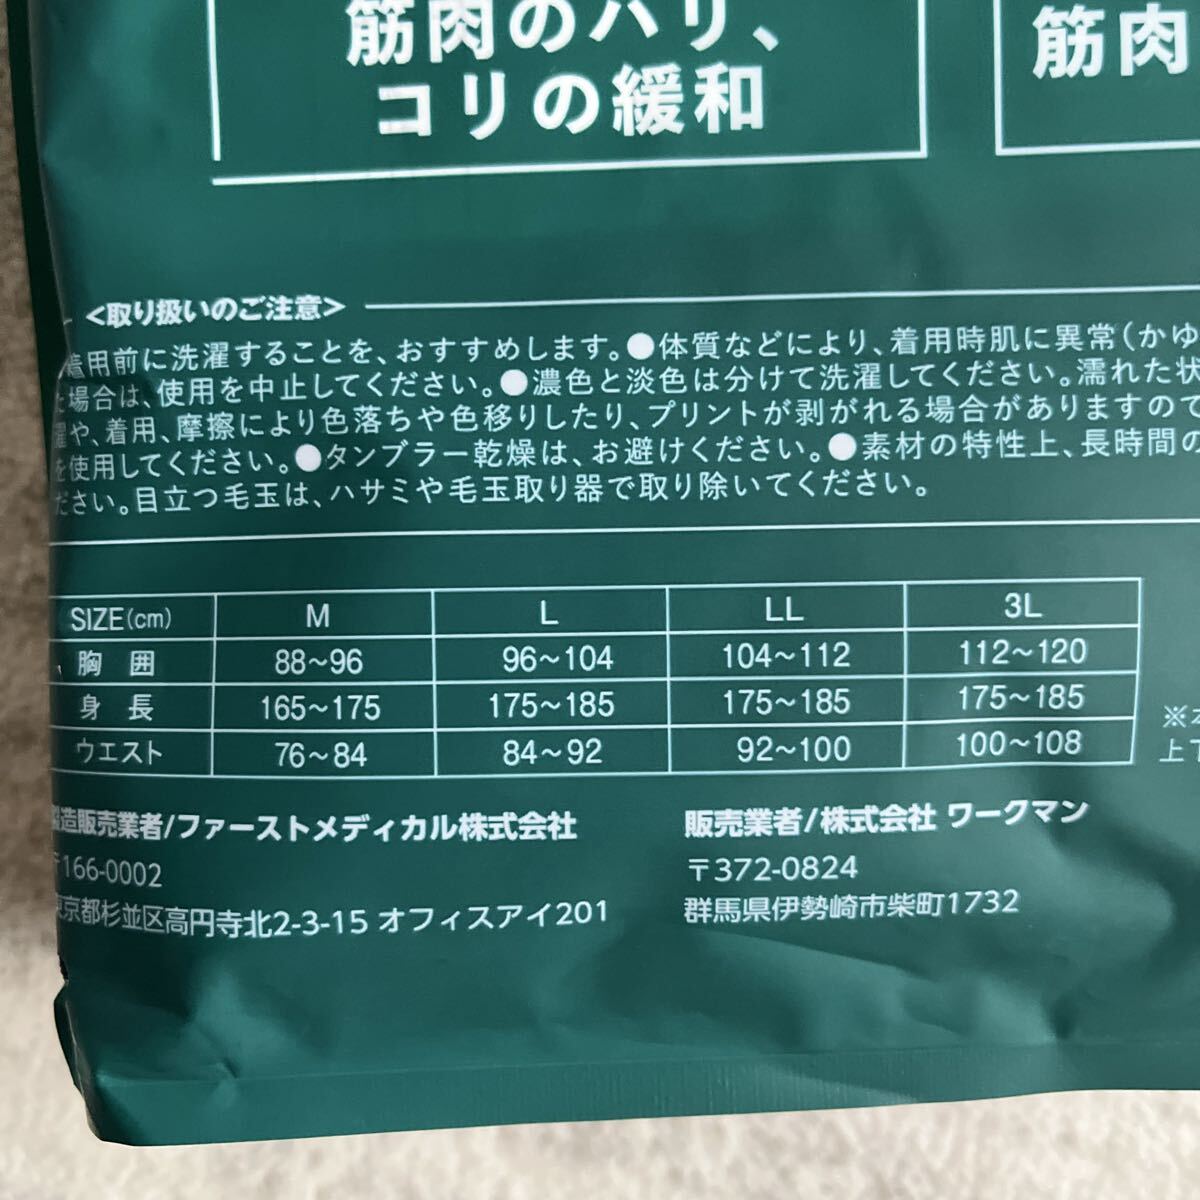 筋肉のハリ、
コリの緩和
筋肉
<取り扱いのご注意>
着用前に洗濯することを、おすすめします。●体質などにより、着用時肌に異常(かゆ
た場合は、使用を中止してください。●濃色と淡色は分けて洗濯してください。濡れた状
濯や、着用、摩擦により色落ちや色移りしたり、プリントが剥がれる場合がありますので
を使用してください。●タンブラー乾燥は、お避けください。●素材の特性上、長時間の
ださい。目立つ毛玉は、ハサミや毛玉取り器で取り除いてください。
SIZE(cm) M L LL 3L
胸囲 88~96 96~104 104~112 112~120
身長 165~175 175~185 175~185 175~185
ウエスト 76~84 84~92 92~100 100~108
※
上下
製造販売業者/ファーストメディカル株式会社
〒166-0002
東京都杉並区高円寺北2-3-15 オフィスアイ201
販売業者/株式会社 ワークマン
〒372-0824
群馬県伊勢崎市柴町1732